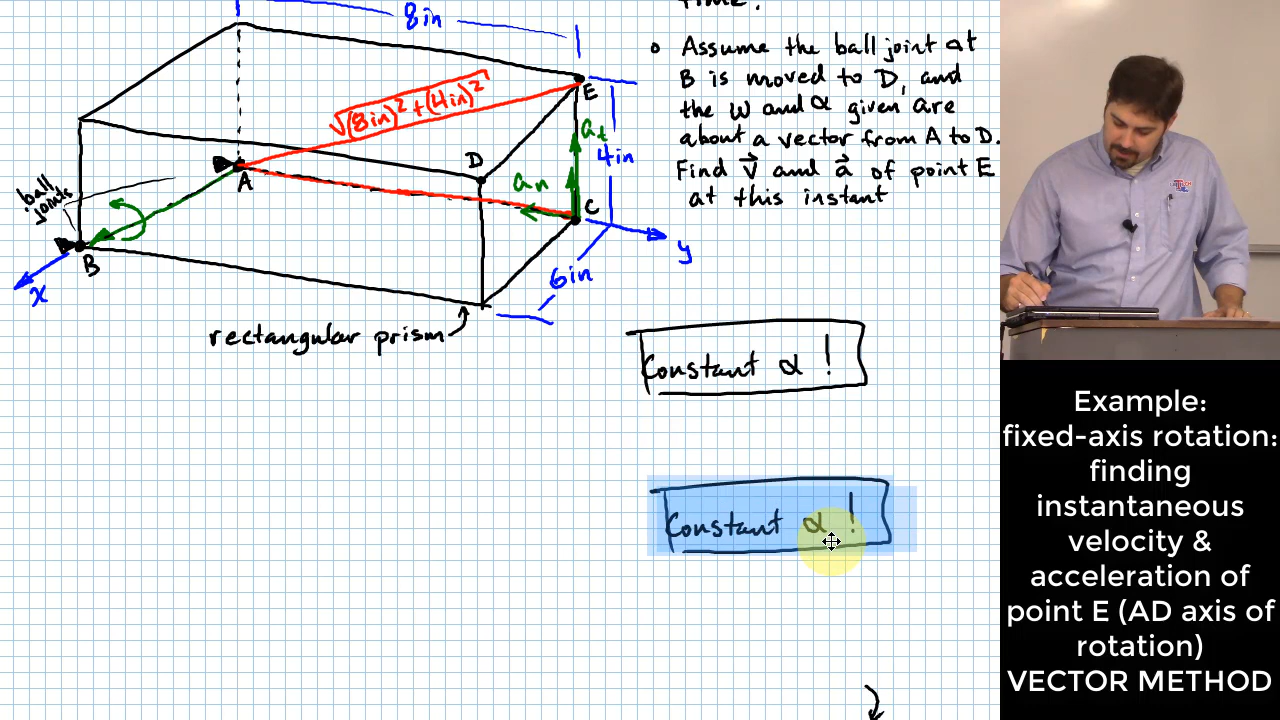 8in
time.
o Assume the ball joint at
B is moved to D, and
the ω and α given are
about a vector from A to D.
Find v⃗ and a⃗ of point E
at this instant
√(8in)²+(4in)²
E
at
4in
D
A
an
C
ball
joints
B
x
y
6in
rectangular prism
Constant α !
Constant α !
Example:
fixed-axis rotation:
finding
instantaneous
velocity &
acceleration of
point E (AD axis of
rotation)
VECTOR METHOD